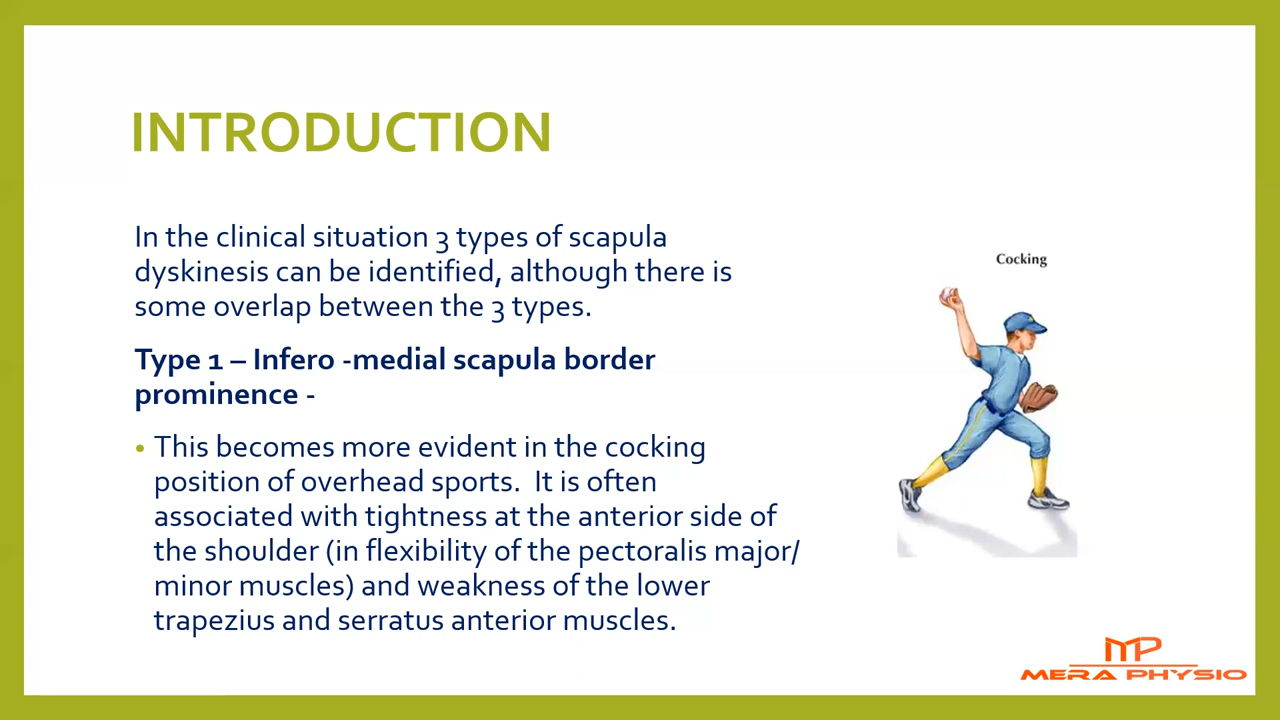 INTRODUCTION
In the clinical situation 3 types of scapula
dyskinesis can be identified, although there is
some overlap between the 3 types.
Type 1 – Infero -medial scapula border
prominence -
• This becomes more evident in the cocking
position of overhead sports.  It is often
associated with tightness at the anterior side of
the shoulder (in flexibility of the pectoralis major/
minor muscles) and weakness of the lower
trapezius and serratus anterior muscles.
Cocking
MP
MERA PHYSIO